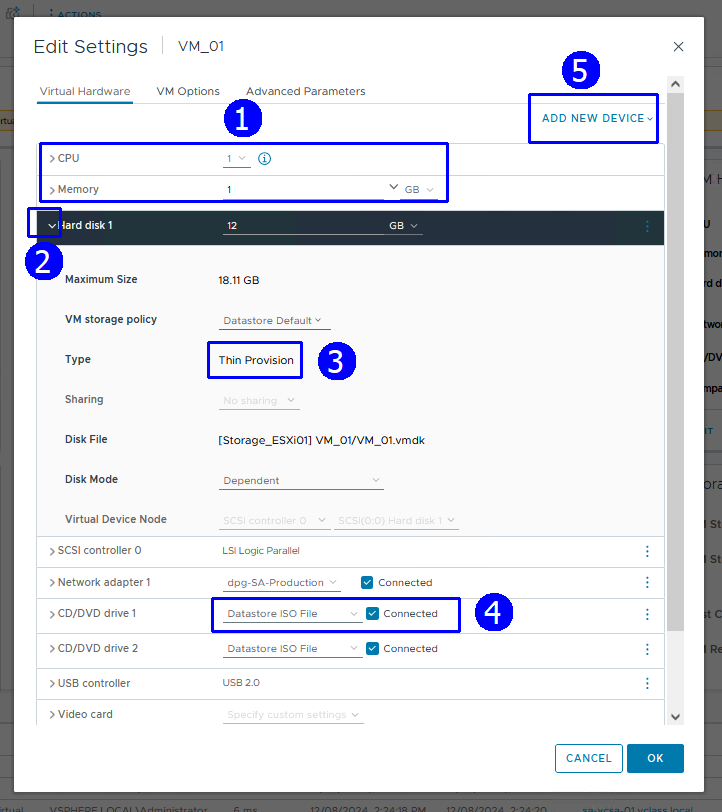 ACTIONS
Edit Settings VM_01
5
Virtual Hardware VM Options Advanced Parameters
1
ADD NEW DEVICE
CPU 1
Memory 1 GB
Hard disk 1 12 GB
2
Maximum Size 18.11 GB
VM storage policy Datastore Default
Type Thin Provision 3
Sharing No sharing
Disk File [Storage_ESXi01] VM_01/VM_01.vmdk
Disk Mode Dependent
Virtual Device Node SCSI controller 0 SCSI(0:0) Hard disk 1
SCSI controller 0 LSI Logic Parallel
Network adapter 1 dpg-SA-Production Connected
CD/DVD drive 1 Datastore ISO File Connected 4
CD/DVD drive 2 Datastore ISO File Connected
USB controller USB 2.0
Video card Specify custom settings
CANCEL OK
VSPHERE.LOCAL\Administrator 6 ms 12/08/2024, 2:24:18 PM 12/08/2024, 2:24:20 sa-vcsa-01.vclass.local